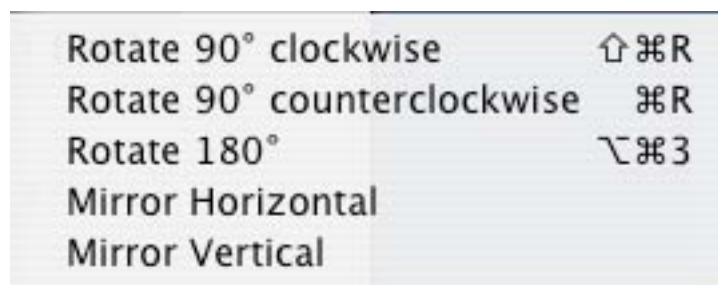 Rotate 90° clockwise ⇧⌘R
Rotate 90° counterclockwise ⌘R
Rotate 180° ⌥⌘3
Mirror Horizontal
Mirror Vertical